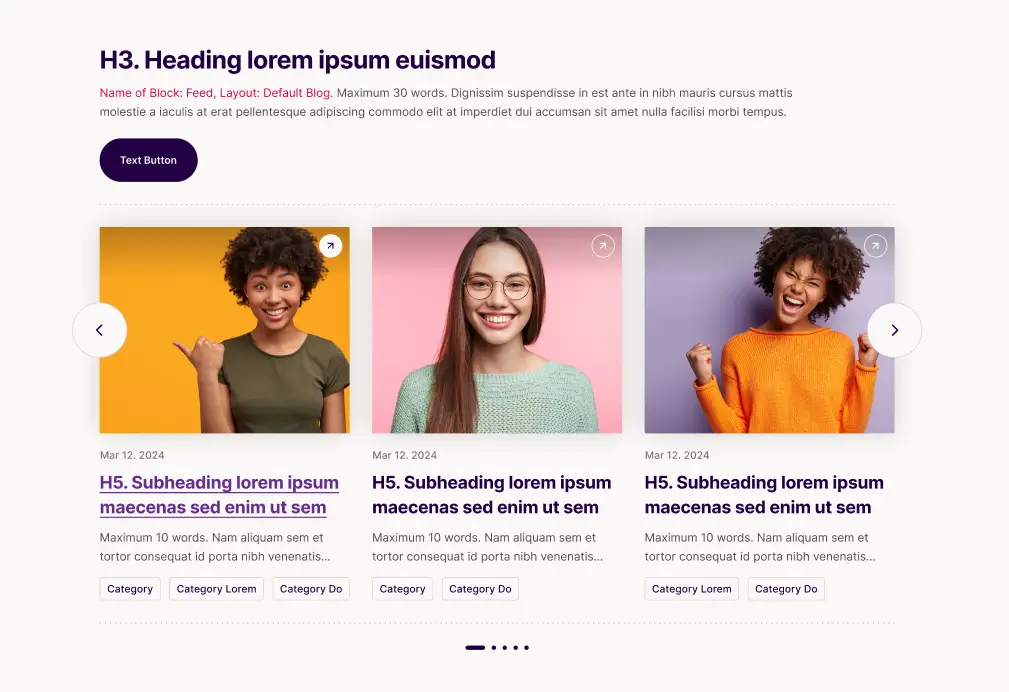 H3. Heading lorem ipsum euismod
Name of Block: Feed, Layout: Default Blog. Maximum 30 words. Dignissim suspendisse in est ante in nibh mauris cursus mattis
molestie a iaculis at erat pellentesque adipiscing commodo elit at imperdiet dui accumsan sit amet nulla facilisi morbi tempus.
Text Button
Mar 12. 2024
H5. Subheading lorem ipsum
maecenas sed enim ut sem
Maximum 10 words. Nam aliquam sem et
tortor consequat id porta nibh venenatis...
Category Category Lorem Category Do
Mar 12. 2024
H5. Subheading lorem ipsum
maecenas sed enim ut sem
Maximum 10 words. Nam aliquam sem et
tortor consequat id porta nibh venenatis...
Category Category Do
Mar 12. 2024
H5. Subheading lorem ipsum
maecenas sed enim ut sem
Maximum 10 words. Nam aliquam sem et
tortor consequat id porta nibh venenatis...
Category Lorem Category Do